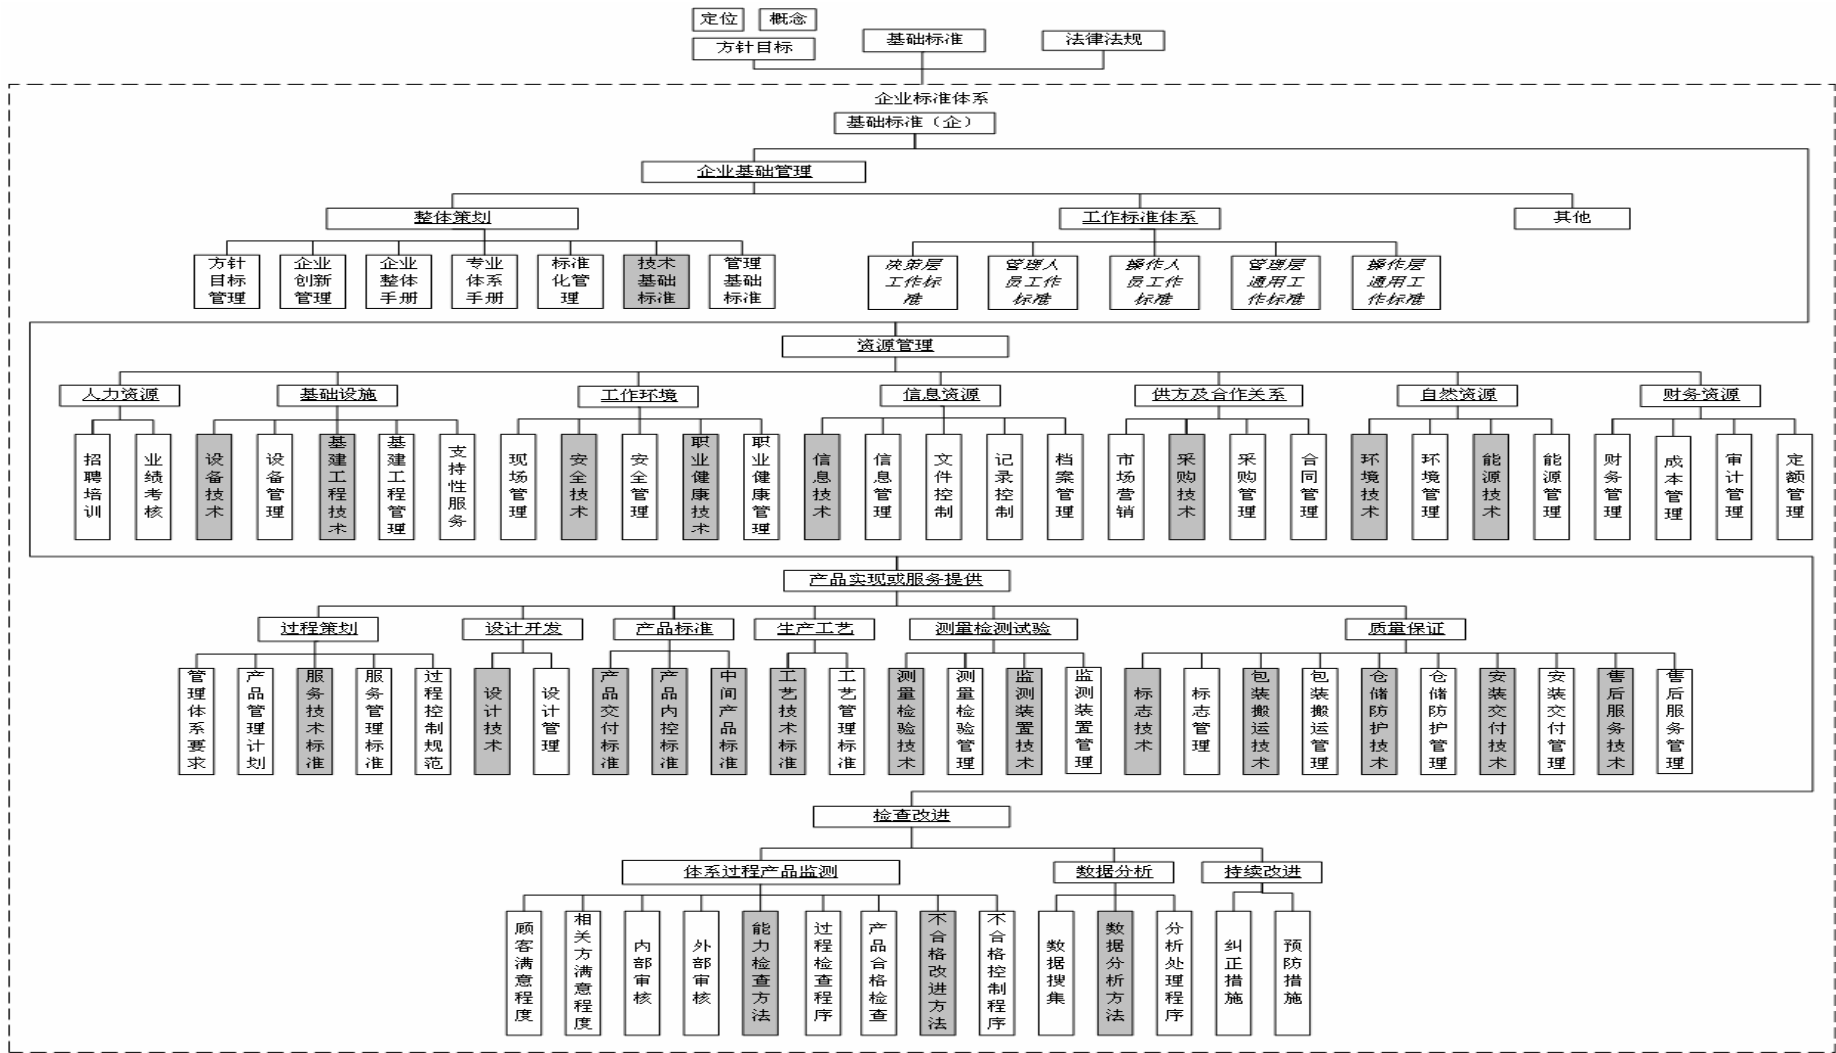 定位
概念
方针目标
基础标准
法律法规
企业标准体系
基础标准（企）
企业基础管理
整体策划
工作标准体系
其他
方针目标管理
企业创新管理
企业整体手册
专业体系手册
标准化管理
技术基础标准
管理基础标准
决策层工作标准
管理人员工作标准
操作人员工作标准
管理层通用工作标准
操作层通用工作标准
资源管理
人力资源
基础设施
工作环境
信息资源
供方及合作关系
自然资源
财务资源
招聘培训
业绩考核
设备技术
设备管理
基建工程技术
基建工程管理
支持性服务
现场管理
安全技术
安全管理
职业健康技术
职业健康管理
信息技术
信息管理
文件控制
记录控制
档案管理
市场营销
采购技术
采购管理
合同管理
环境技术
环境管理
能源技术
能源管理
财务管理
成本管理
审计管理
定额管理
产品实现或服务提供
过程策划
设计开发
产品标准
生产工艺
测量检测试验
质量保证
管理体系要求
产品管理计划
服务技术标准
服务管理标准
过程控制规范
设计技术
设计管理
产品交付标准
产品内控标准
中间产品标准
工艺技术标准
工艺管理标准
测量检验技术
测量检验管理
监测装置技术
监测装置管理
标志技术
标志管理
包装搬运技术
包装搬运管理
仓储防护技术
仓储防护管理
安装交付技术
安装交付管理
售后服务技术
售后服务管理
检查改进
体系过程产品监测
数据分析
持续改进
顾客满意程度
相关方满意程度
内部审核
外部审核
能力检查方法
过程检查程序
产品合格检查
不合格改进方法
不合格控制程序
数据搜集
数据分析方法
分析处理程序
纠正措施
预防措施